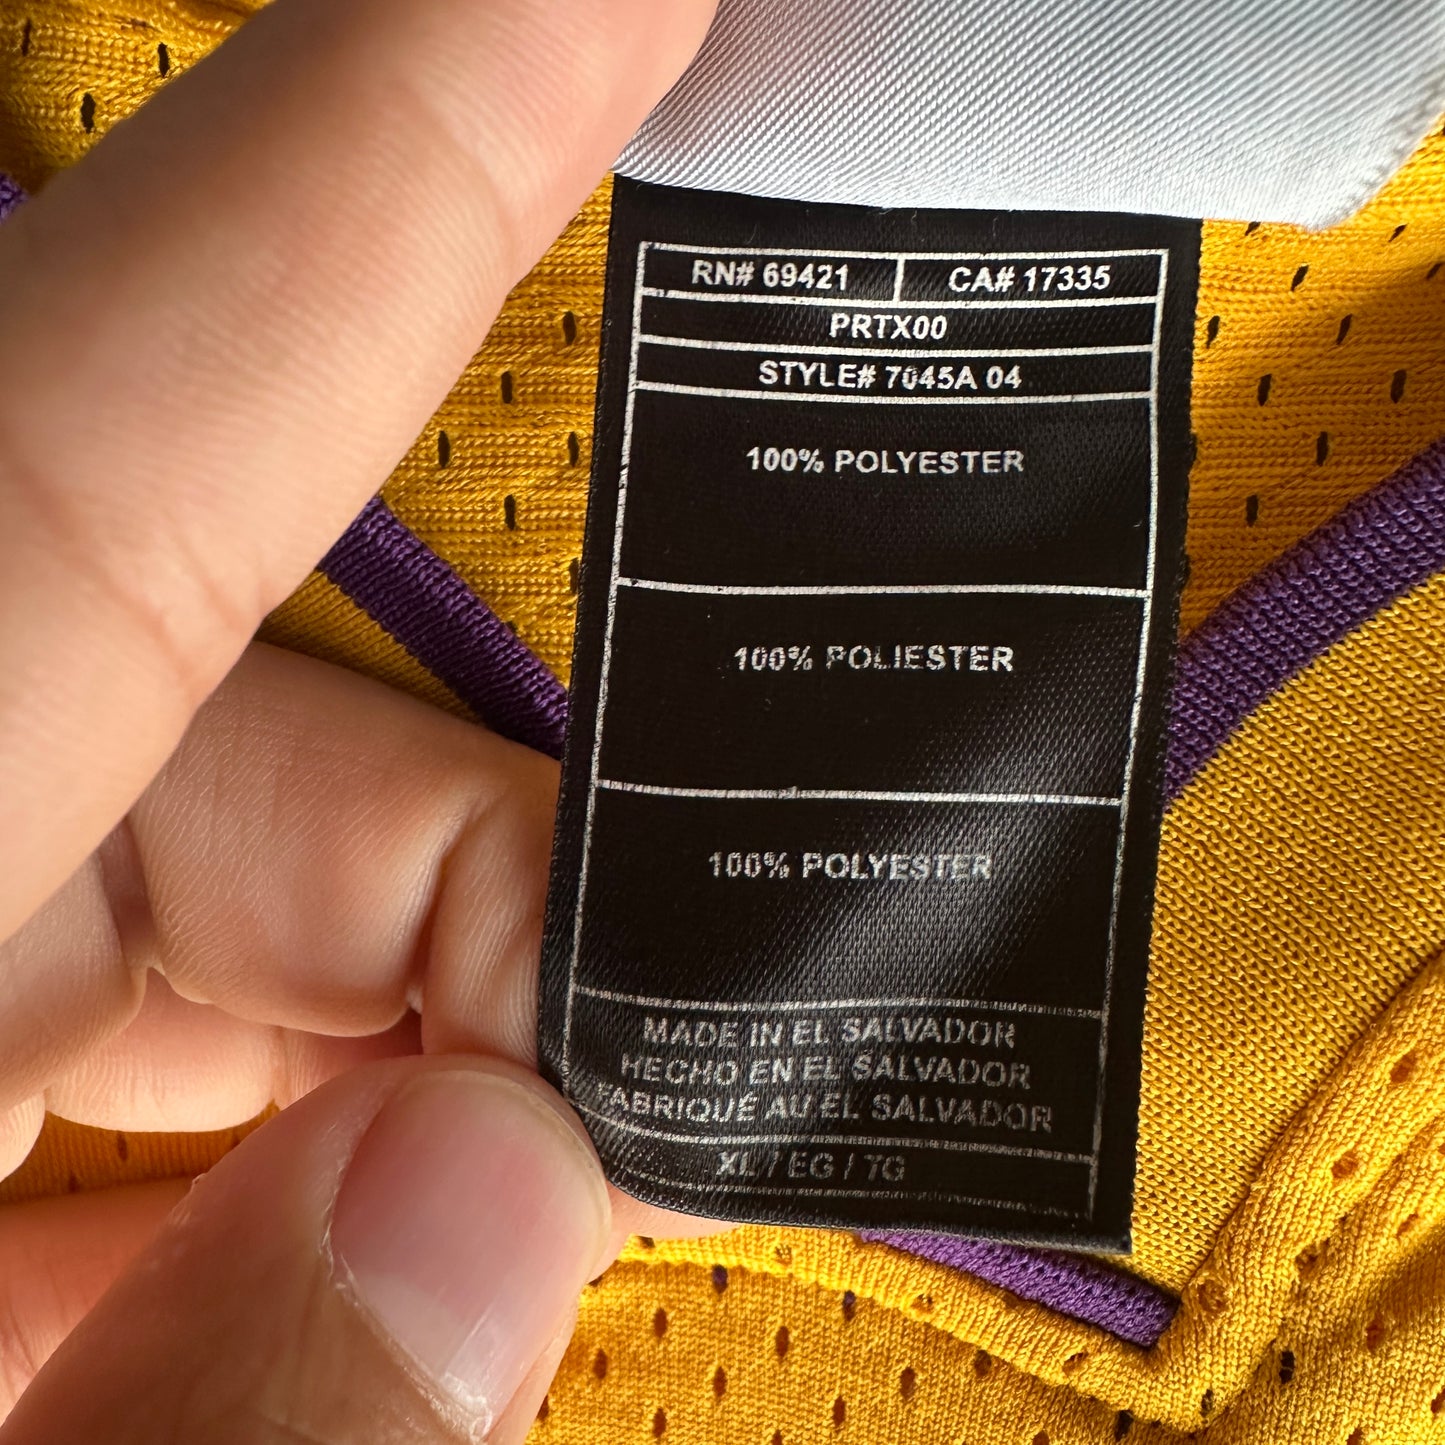 RN# 69421 CA# 17335
PRTX00
STYLE# 7045A 04
100% POLYESTER
100% POLIESTER
100% POLYESTER
MADE IN EL SALVADOR
HECHO EN EL SALVADOR
FABRIQUÉ AU EL SALVADOR
XL / EG / TG